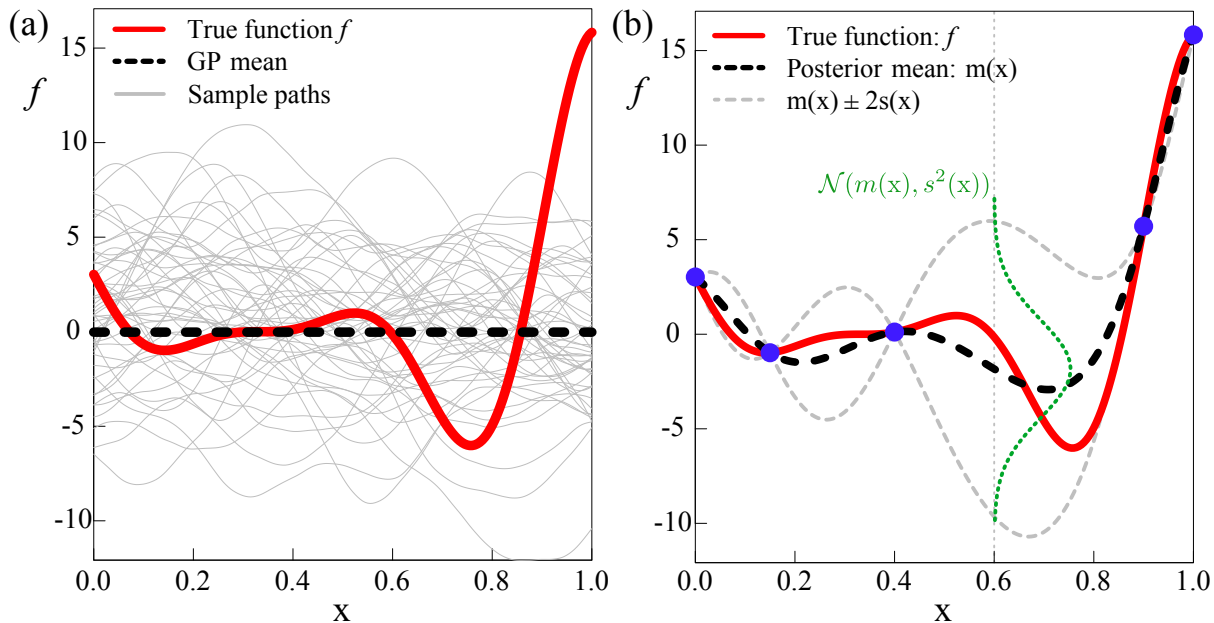 (a)
True function f
GP mean
Sample paths
f
15
10
5
0
-5
-10
0.0 0.2 0.4 0.6 0.8 1.0
x
(b)
True function: f
Posterior mean: m(x)
m(x) ± 2s(x)
f
15
10
5
0
-5
-10
𝒩(m(x), s²(x))
0.0 0.2 0.4 0.6 0.8 1.0
x